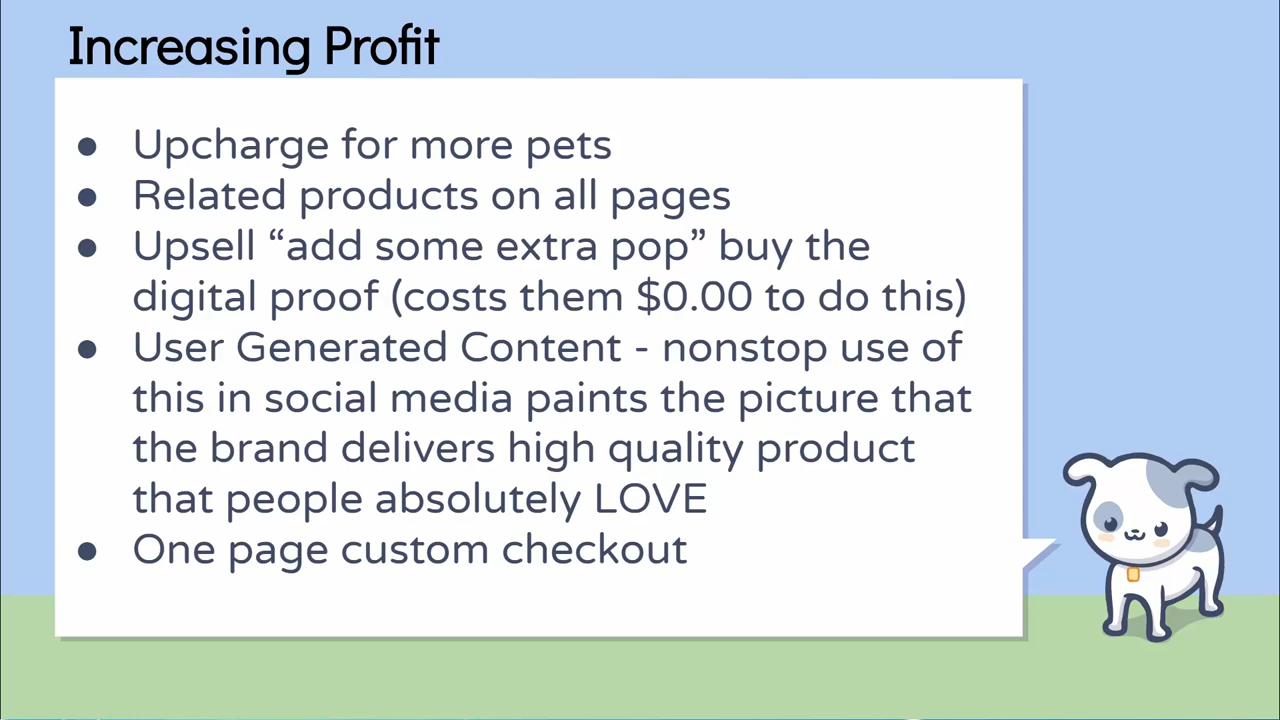 Increasing Profit
● Upcharge for more pets
● Related products on all pages
● Upsell “add some extra pop” buy the
digital proof (costs them $0.00 to do this)
● User Generated Content - nonstop use of
this in social media paints the picture that
the brand delivers high quality product
that people absolutely LOVE
● One page custom checkout